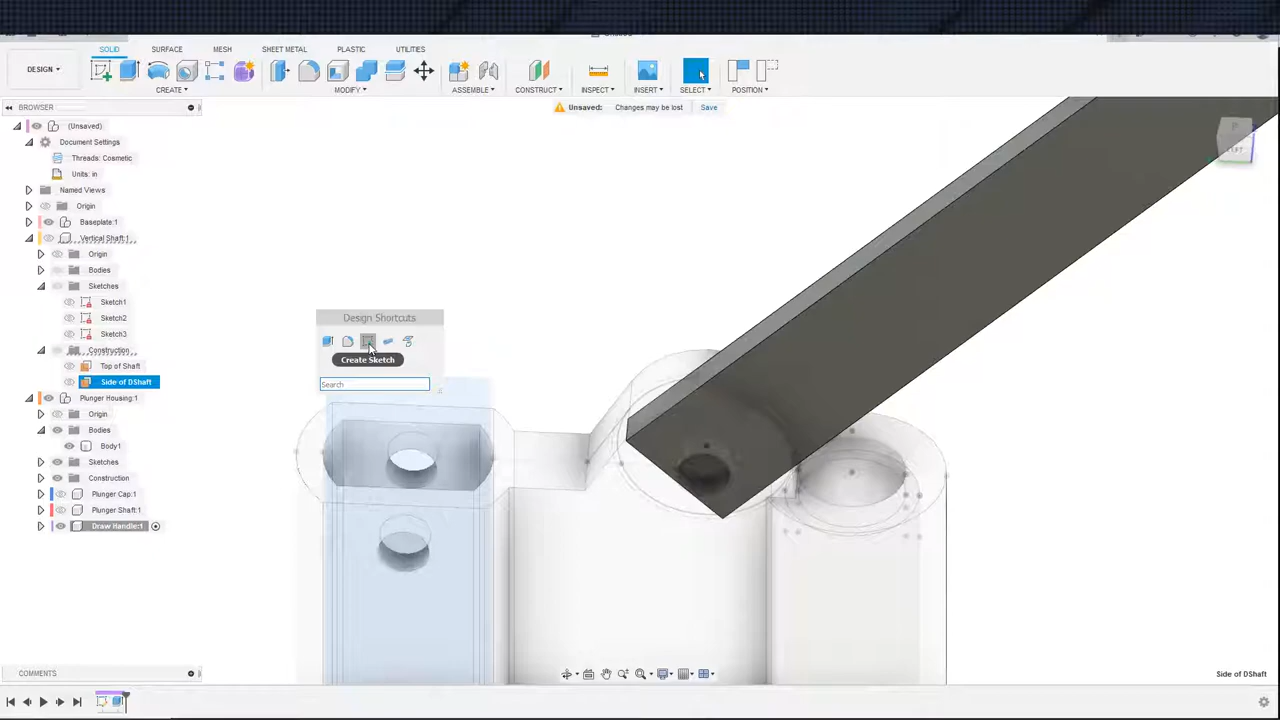 SOLID SURFACE MESH SHEET METAL PLASTIC UTILITIES
DESIGN
CREATE MODIFY ASSEMBLE CONSTRUCT INSPECT INSERT SELECT POSITION
BROWSER
Unsaved: Changes may be lost Save
(Unsaved)
Document Settings
Threads: Cosmetic
Units: in
Named Views
Origin
Baseplate:1
Vertical Shaft:1
Origin
Bodies
Sketches
Sketch1
Sketch2
Sketch3
Construction
Top of Shaft
Side of DShaft
Plunger Housing:1
Origin
Bodies
Body1
Sketches
Construction
Plunger Cap:1
Plunger Shaft:1
Draw Handle:1
Design Shortcuts
Create Sketch
Search
COMMENTS
Side of DShaft